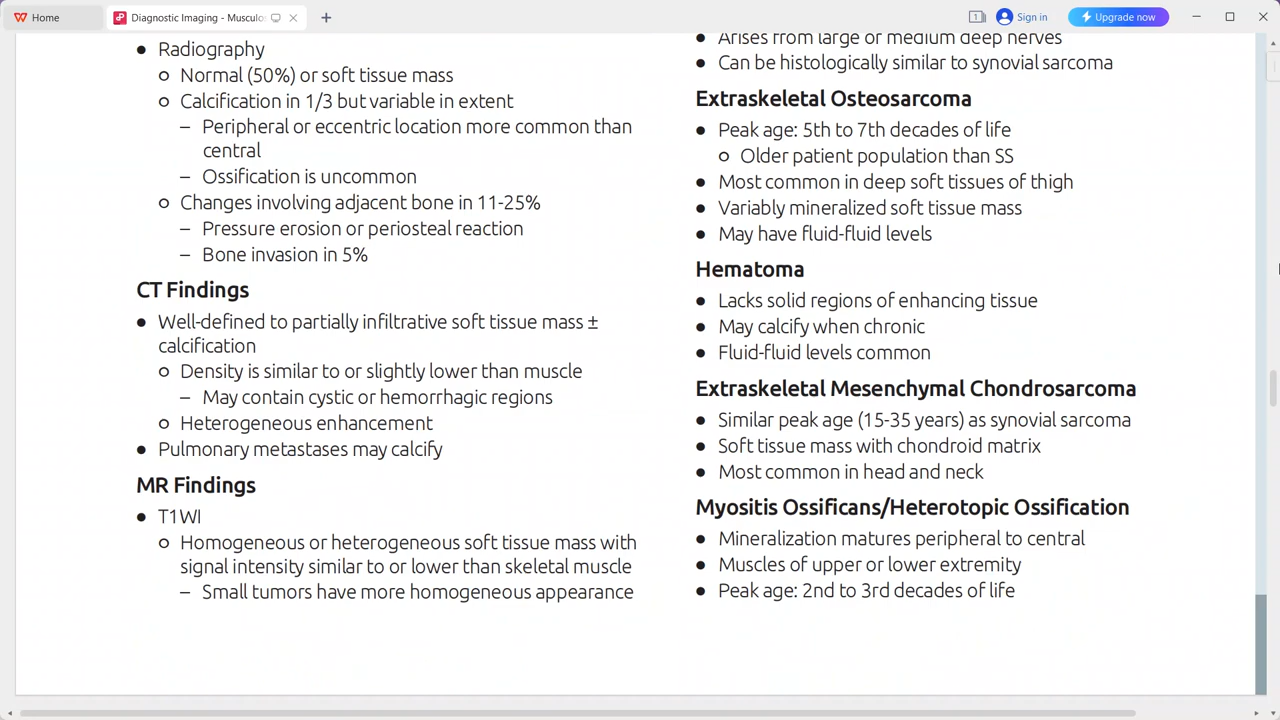 Home
Diagnostic Imaging - Musculos
Sign in
Upgrade now
● Radiography
○ Normal (50%) or soft tissue mass
○ Calcification in 1/3 but variable in extent
– Peripheral or eccentric location more common than
central
– Ossification is uncommon
○ Changes involving adjacent bone in 11-25%
– Pressure erosion or periosteal reaction
– Bone invasion in 5%
CT Findings
● Well-defined to partially infiltrative soft tissue mass ±
calcification
○ Density is similar to or slightly lower than muscle
– May contain cystic or hemorrhagic regions
○ Heterogeneous enhancement
● Pulmonary metastases may calcify
MR Findings
● T1WI
○ Homogeneous or heterogeneous soft tissue mass with
signal intensity similar to or lower than skeletal muscle
– Small tumors have more homogeneous appearance
● Arises from large or medium deep nerves
● Can be histologically similar to synovial sarcoma
Extraskeletal Osteosarcoma
● Peak age: 5th to 7th decades of life
○ Older patient population than SS
● Most common in deep soft tissues of thigh
● Variably mineralized soft tissue mass
● May have fluid-fluid levels
Hematoma
● Lacks solid regions of enhancing tissue
● May calcify when chronic
● Fluid-fluid levels common
Extraskeletal Mesenchymal Chondrosarcoma
● Similar peak age (15-35 years) as synovial sarcoma
● Soft tissue mass with chondroid matrix
● Most common in head and neck
Myositis Ossificans/Heterotopic Ossification
● Mineralization matures peripheral to central
● Muscles of upper or lower extremity
● Peak age: 2nd to 3rd decades of life